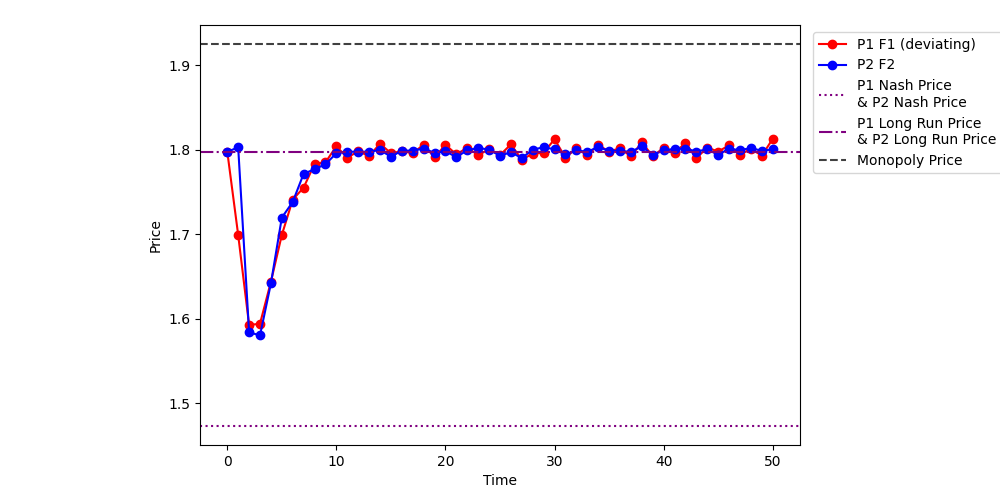 1.9
1.8
1.7
1.6
1.5
Price
0 10 20 30 40 50
Time
P1 F1 (deviating)
P2 F2
P1 Nash Price
& P2 Nash Price
P1 Long Run Price
& P2 Long Run Price
Monopoly Price